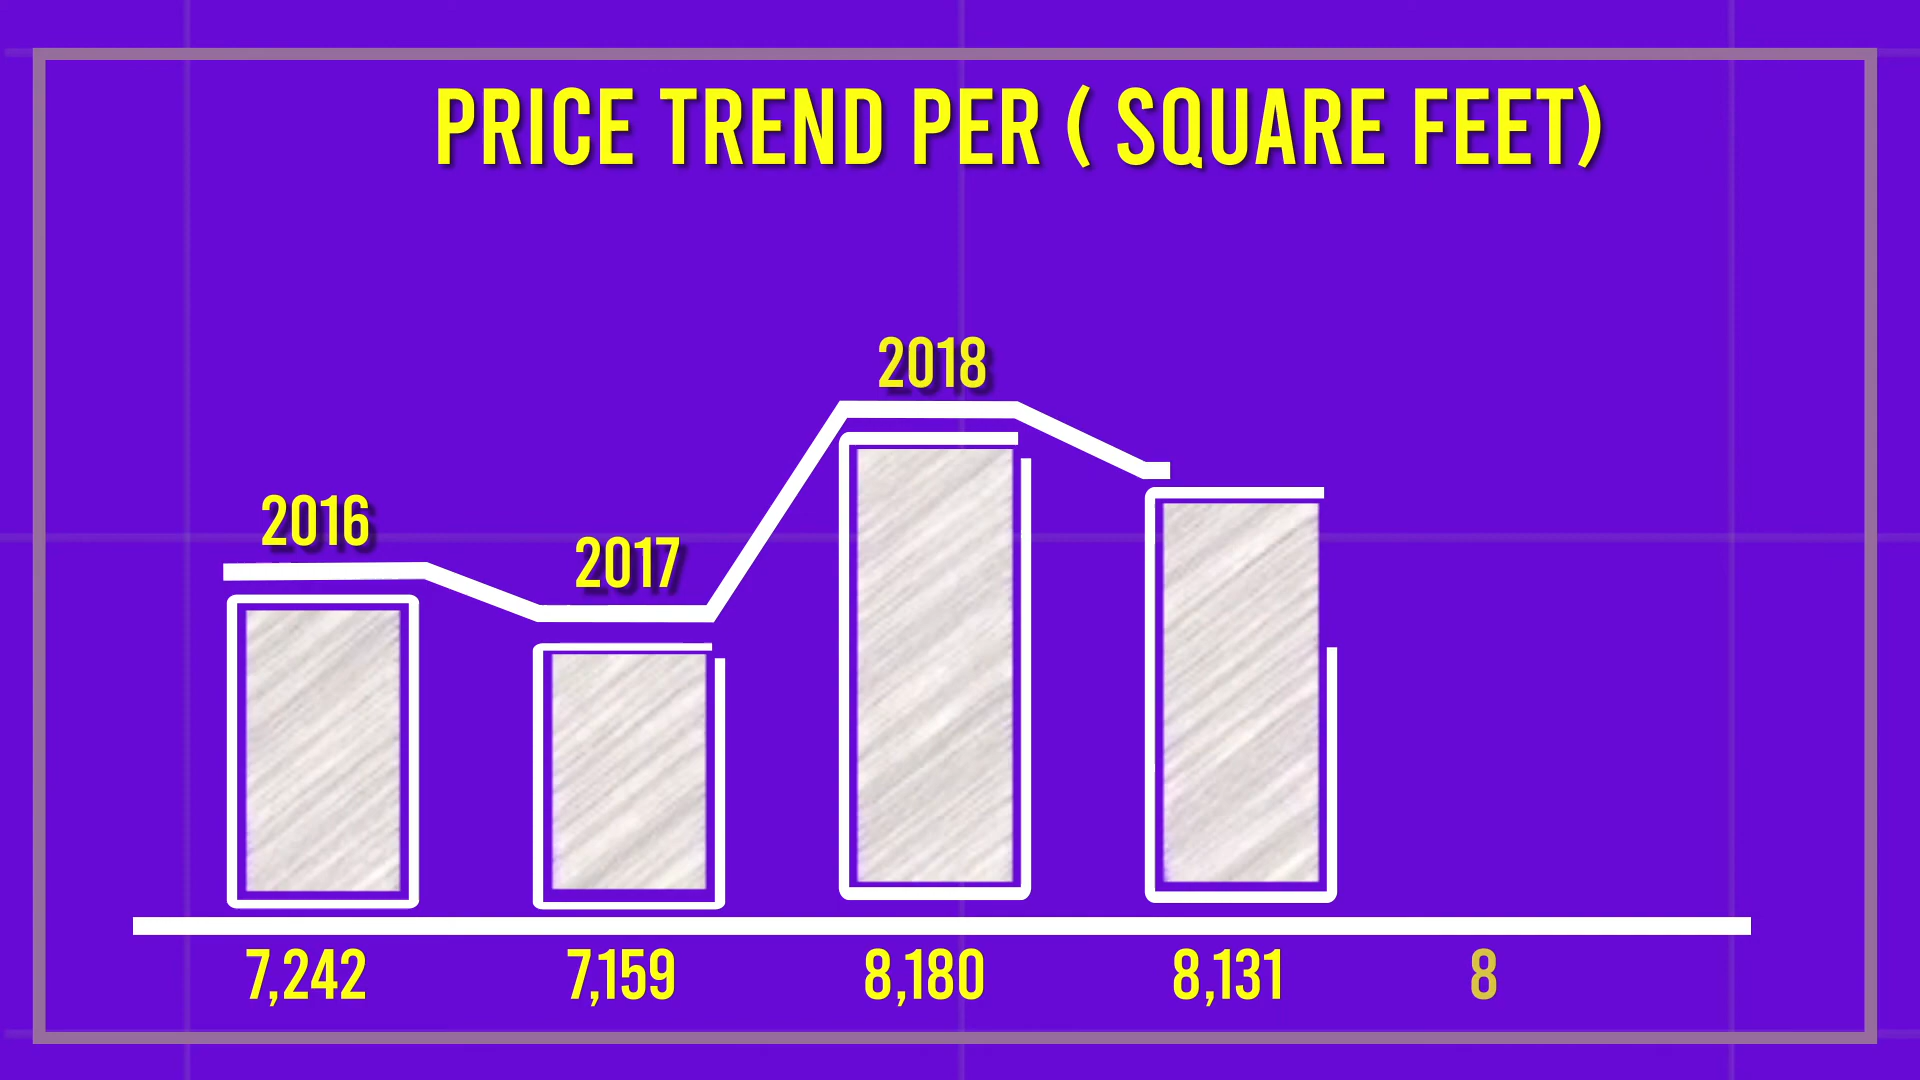 PRICE TREND PER ( SQUARE FEET)
2018
2016
2017
7,242 7,159 8,180 8,131 8